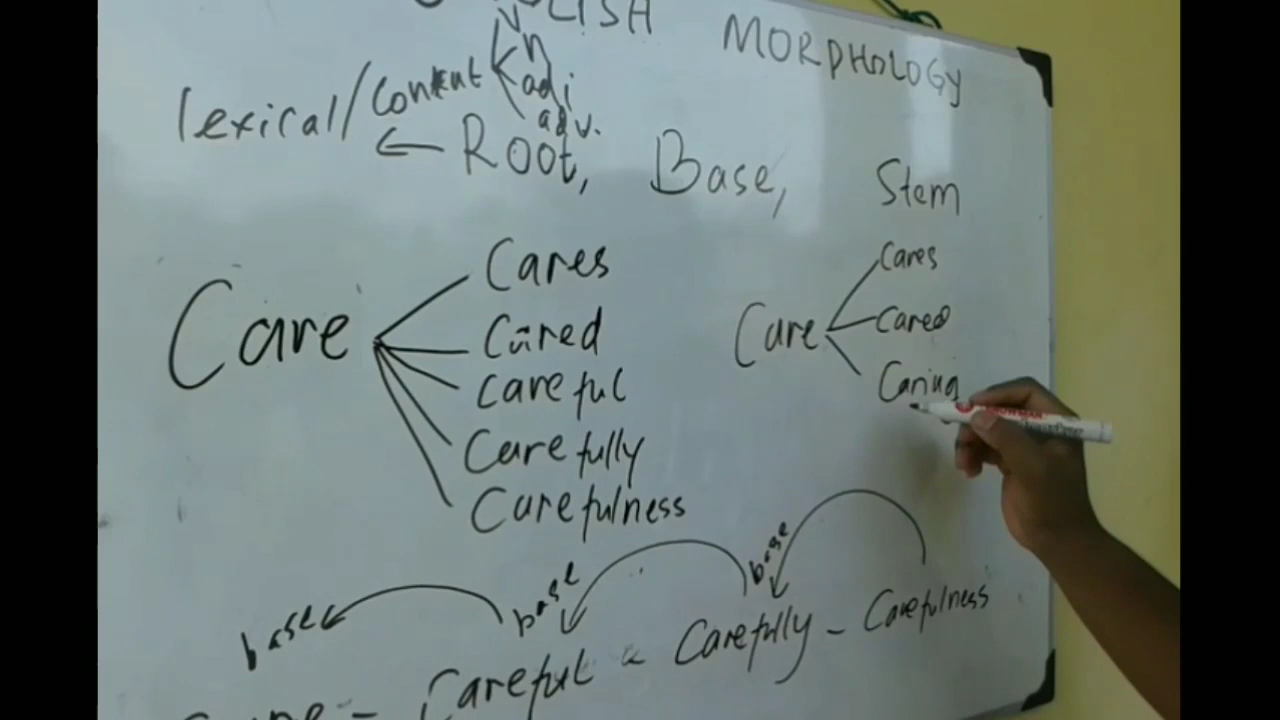 MORPHOLOGY
v
n
lexical/Content adj
adv.
← Root, Base, Stem
Care
Cares
Cared
Careful
Carefully
Carefulness
Care
Cares
Cared
Caring
base base base
Careful - Carefully - Carefulness